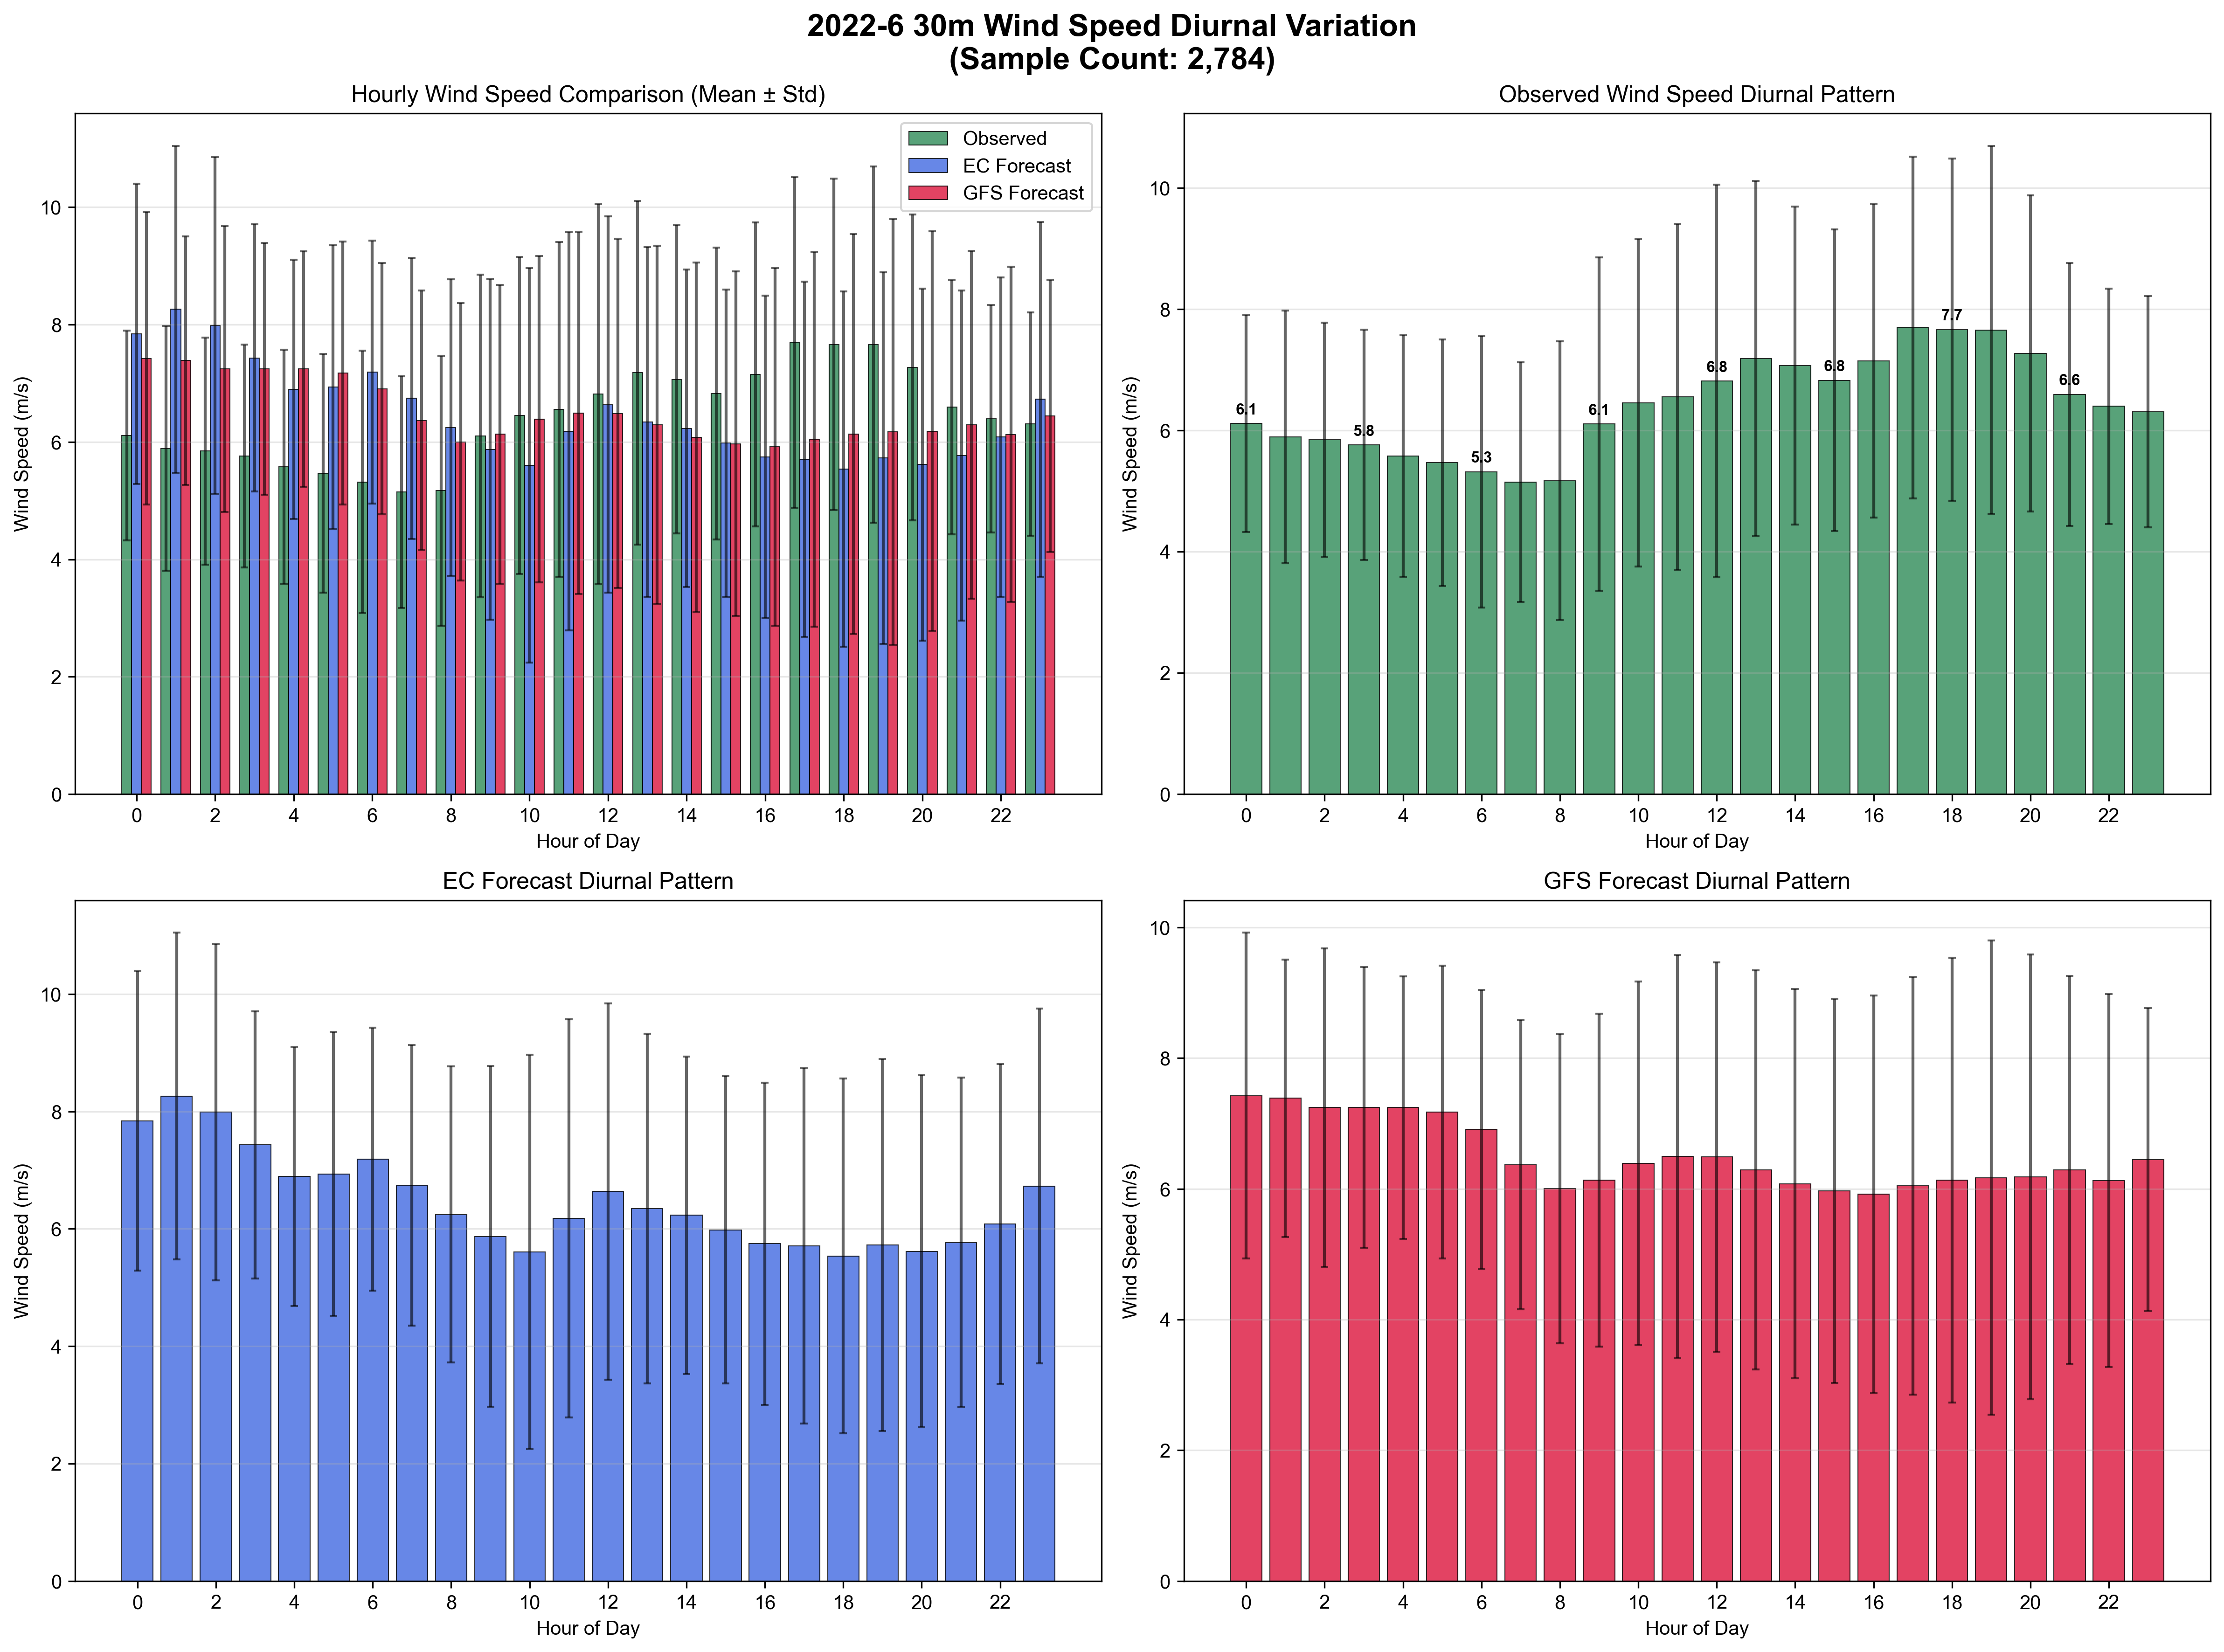 2022-6 30m Wind Speed Diurnal Variation
(Sample Count: 2,784)
Hourly Wind Speed Comparison (Mean ± Std)
Observed
EC Forecast
GFS Forecast
Wind Speed (m/s)
0 2 4 6 8 10
0 2 4 6 8 10 12 14 16 18 20 22
Hour of Day
Observed Wind Speed Diurnal Pattern
Wind Speed (m/s)
0 2 4 6 8 10
6.1 5.8 5.3 6.1 6.8 6.8 7.7 6.6
0 2 4 6 8 10 12 14 16 18 20 22
Hour of Day
EC Forecast Diurnal Pattern
Wind Speed (m/s)
0 2 4 6 8 10
0 2 4 6 8 10 12 14 16 18 20 22
Hour of Day
GFS Forecast Diurnal Pattern
Wind Speed (m/s)
0 2 4 6 8 10
0 2 4 6 8 10 12 14 16 18 20 22
Hour of Day